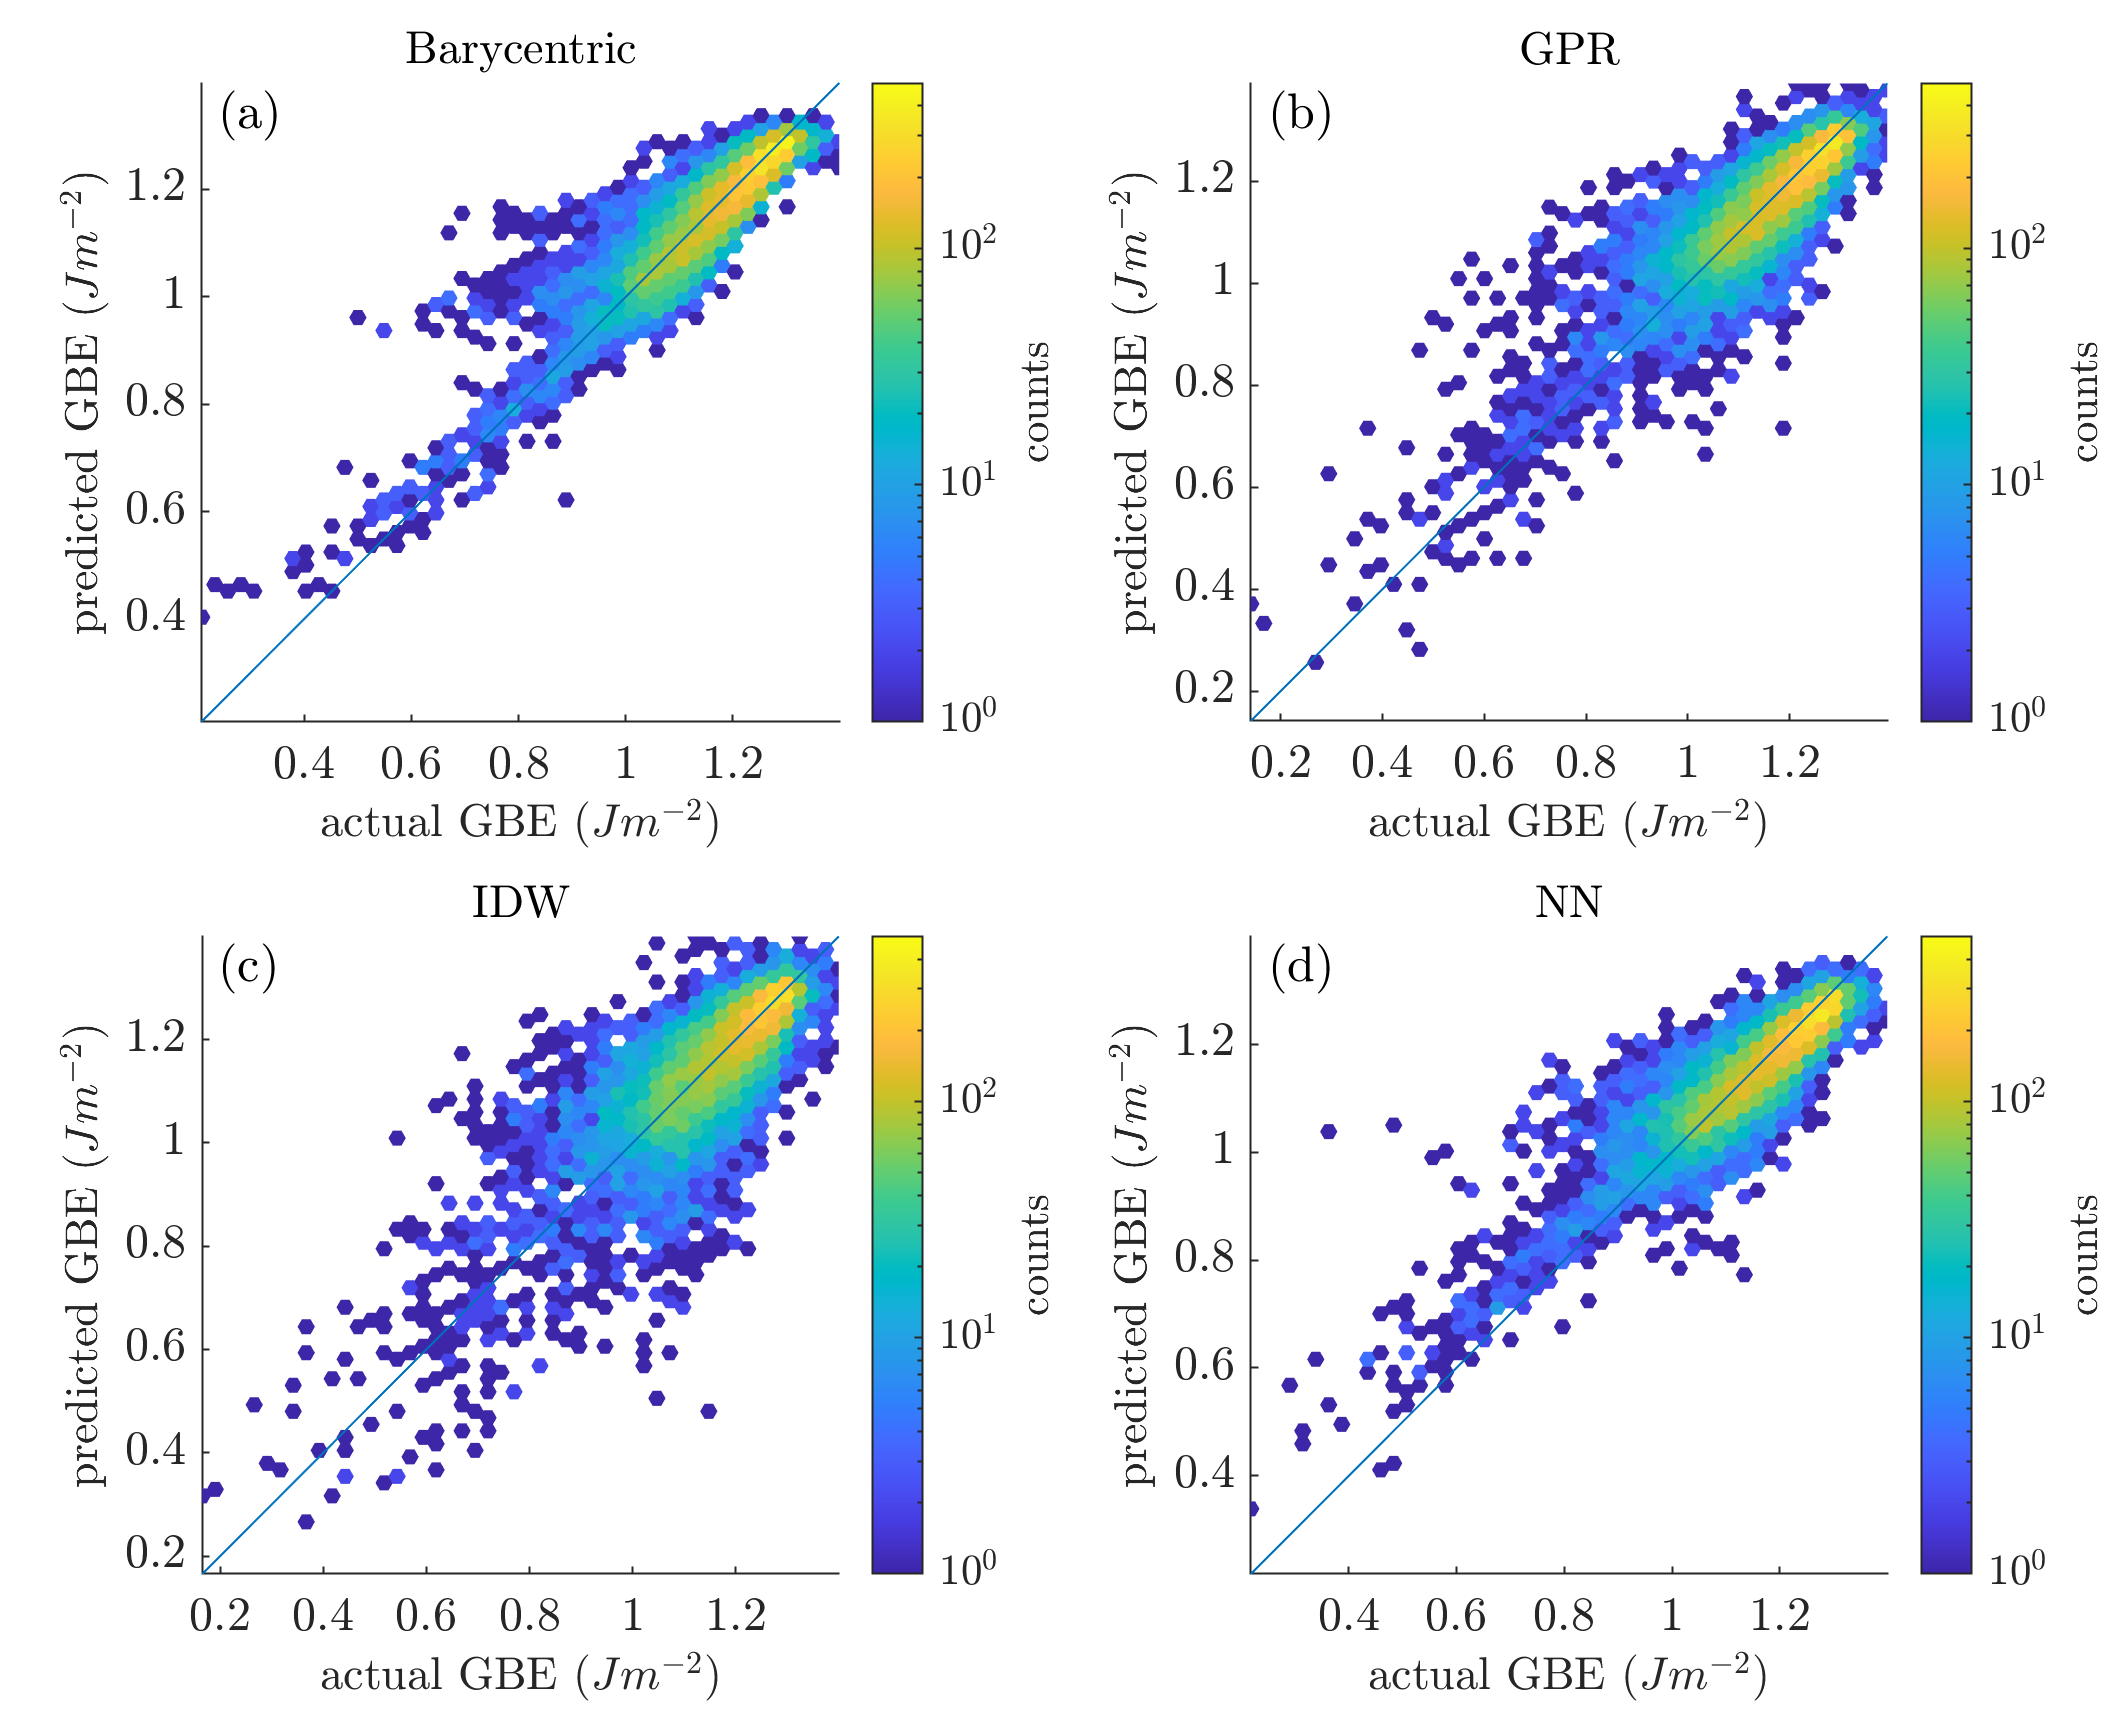 Barycentric
(a)
1.2
1
0.8
0.6
0.4
predicted GBE (Jm⁻²)
0.4 0.6 0.8 1 1.2
actual GBE (Jm⁻²)
10²
10¹
10⁰
counts
GPR
(b)
1.2
1
0.8
0.6
0.4
0.2
predicted GBE (Jm⁻²)
0.2 0.4 0.6 0.8 1 1.2
actual GBE (Jm⁻²)
10²
10¹
10⁰
counts
IDW
(c)
1.2
1
0.8
0.6
0.4
0.2
predicted GBE (Jm⁻²)
0.2 0.4 0.6 0.8 1 1.2
actual GBE (Jm⁻²)
10²
10¹
10⁰
counts
NN
(d)
1.2
1
0.8
0.6
0.4
predicted GBE (Jm⁻²)
0.4 0.6 0.8 1 1.2
actual GBE (Jm⁻²)
10²
10¹
10⁰
counts